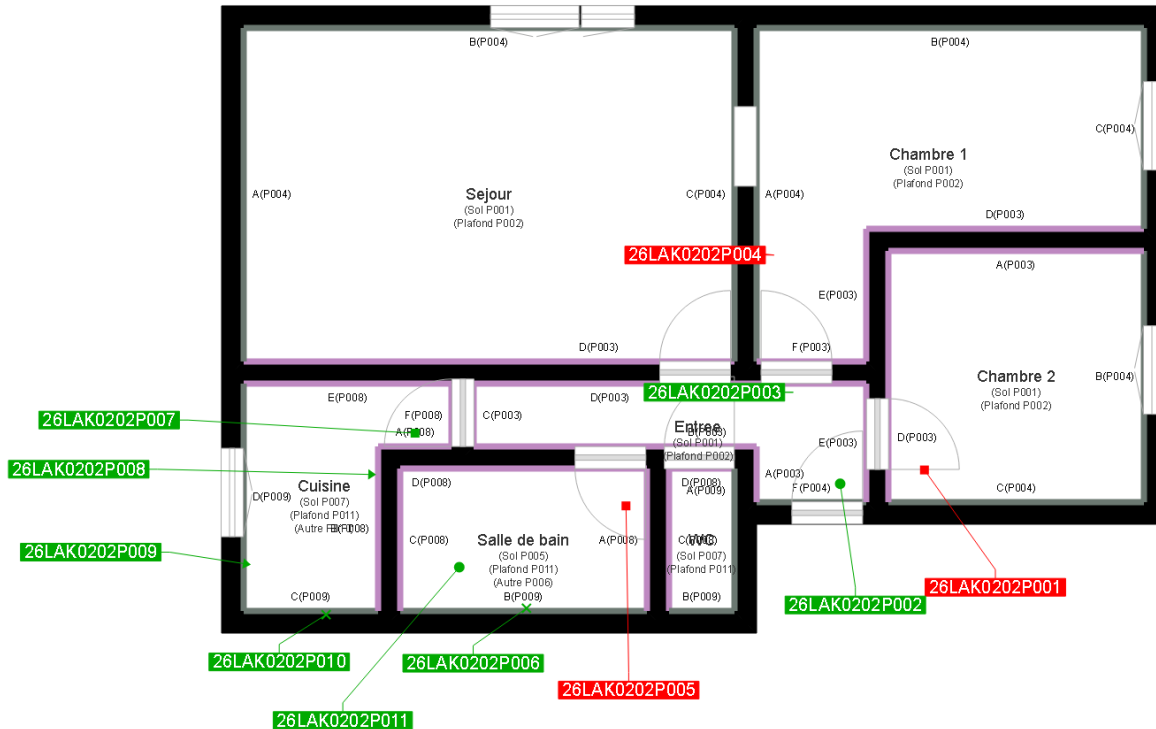 B(P004)
B(P004)
C(P004)
Chambre 1
(Sol P001)
(Plafond P002)
A(P004)
Sejour
(Sol P001)
(Plafond P002)
C(P004)
A(P004)
D(P003)
26LAK0202P004
A(P003)
E(P003)
D(P003)
F(P003)
Chambre 2
(Sol P001)
(Plafond P002)
B(P004)
26LAK0202P003
E(P008)
D(P003)
F(P008)
C(P003)
26LAK0202P007
A(P008)
Entree
(Sol P001)
(Plafond P002)
B(P003)
E(P003)
D(P003)
26LAK0202P008
A(P003)
F(P004)
C(P004)
Cuisine
(Sol P007)
(Plafond P011)
D(P009)
B(P008)
D(P008)
D(P008)
A(P009)
26LAK0202P009
C(P008)
Salle de bain
(Sol P005)
(Plafond P011)
(Autre P006)
A(P008)
WC
(Sol P007)
(Plafond P011)
C(P009)
B(P009)
B(P009)
26LAK0202P001
26LAK0202P002
26LAK0202P010
26LAK0202P006
26LAK0202P005
26LAK0202P011